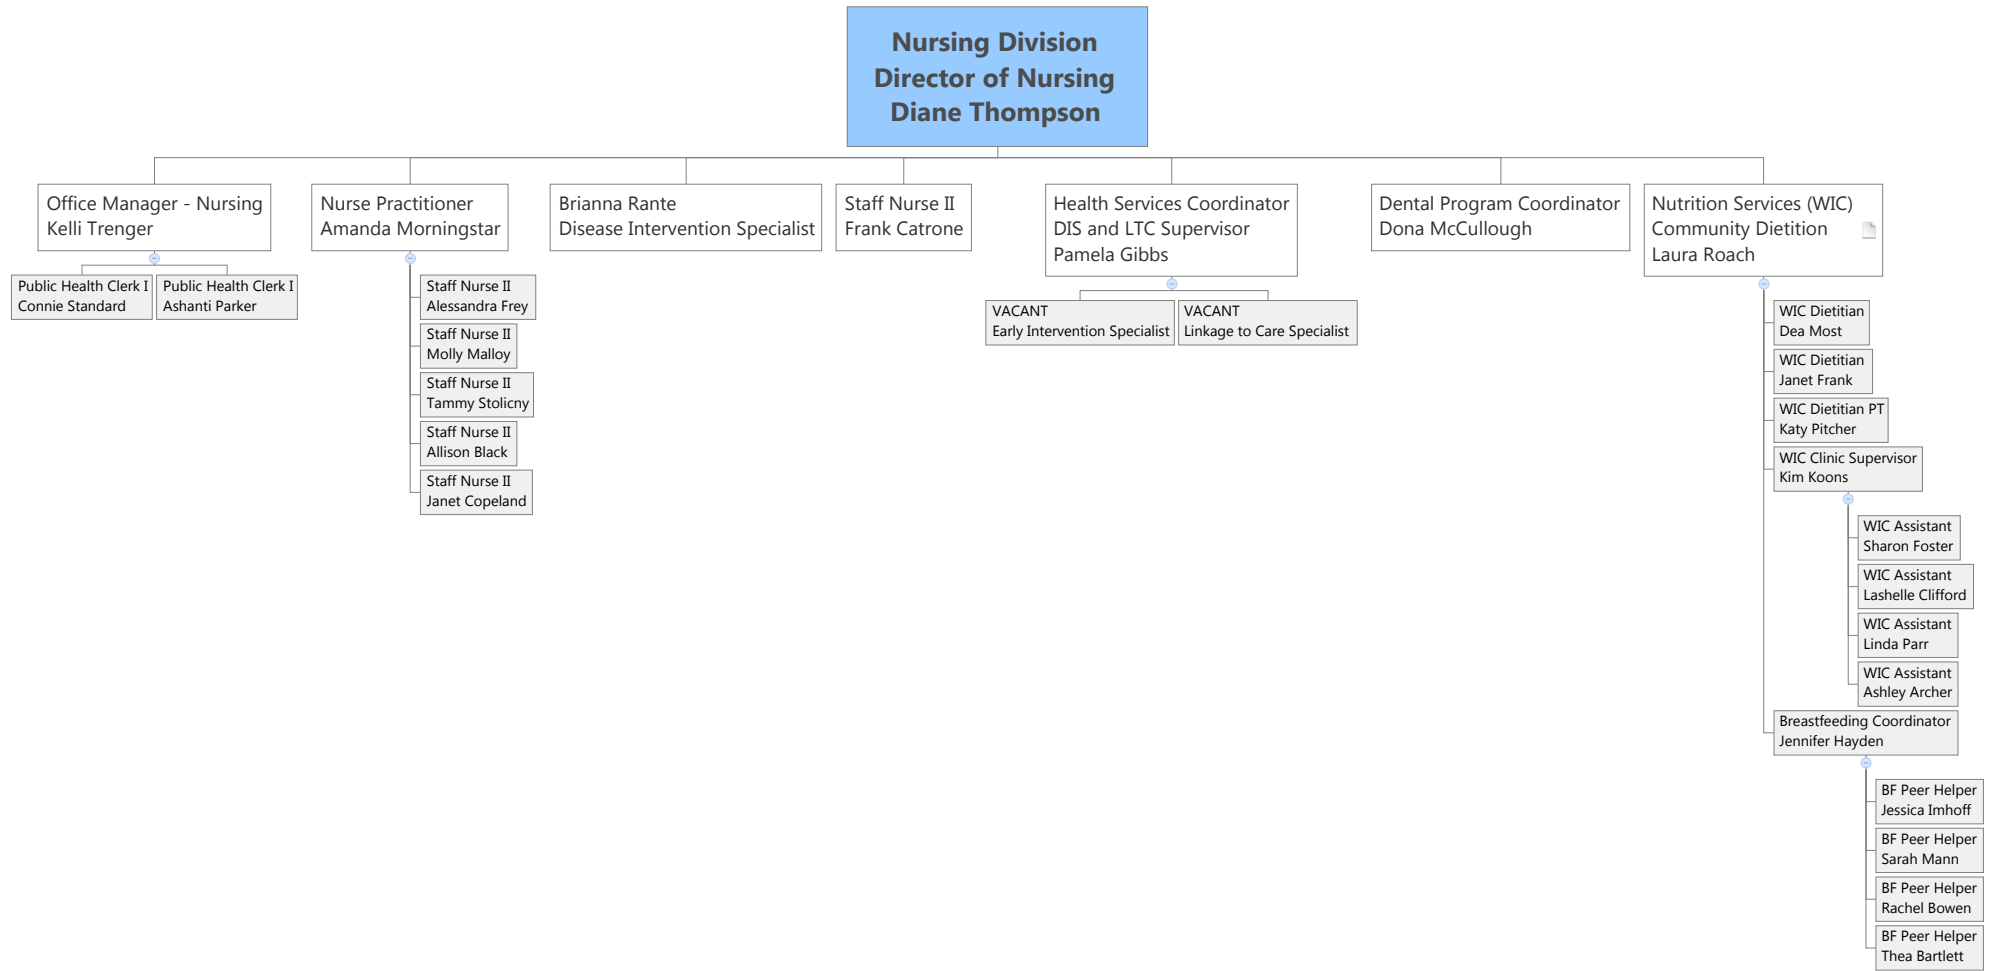 Nursing Division
Director of Nursing
Diane Thompson
Office Manager - Nursing
Kelli Trenger
Public Health Clerk I
Connie Standard
Public Health Clerk I
Ashanti Parker
Nurse Practitioner
Amanda Morningstar
Staff Nurse II
Alessandra Frey
Staff Nurse II
Molly Malloy
Staff Nurse II
Tammy Stolicny
Staff Nurse II
Allison Black
Staff Nurse II
Janet Copeland
Brianna Rante
Disease Intervention Specialist
Staff Nurse II
Frank Catrone
Health Services Coordinator
DIS and LTC Supervisor
Pamela Gibbs
VACANT
Early Intervention Specialist
VACANT
Linkage to Care Specialist
Dental Program Coordinator
Dona McCullough
Nutrition Services (WIC)
Community Dietition
Laura Roach
WIC Dietitian
Dea Most
WIC Dietitian
Janet Frank
WIC Dietitian PT
Katy Pitcher
WIC Clinic Supervisor
Kim Koons
WIC Assistant
Sharon Foster
WIC Assistant
Lashelle Clifford
WIC Assistant
Linda Parr
WIC Assistant
Ashley Archer
Breastfeeding Coordinator
Jennifer Hayden
BF Peer Helper
Jessica Imhoff
BF Peer Helper
Sarah Mann
BF Peer Helper
Rachel Bowen
BF Peer Helper
Thea Bartlett